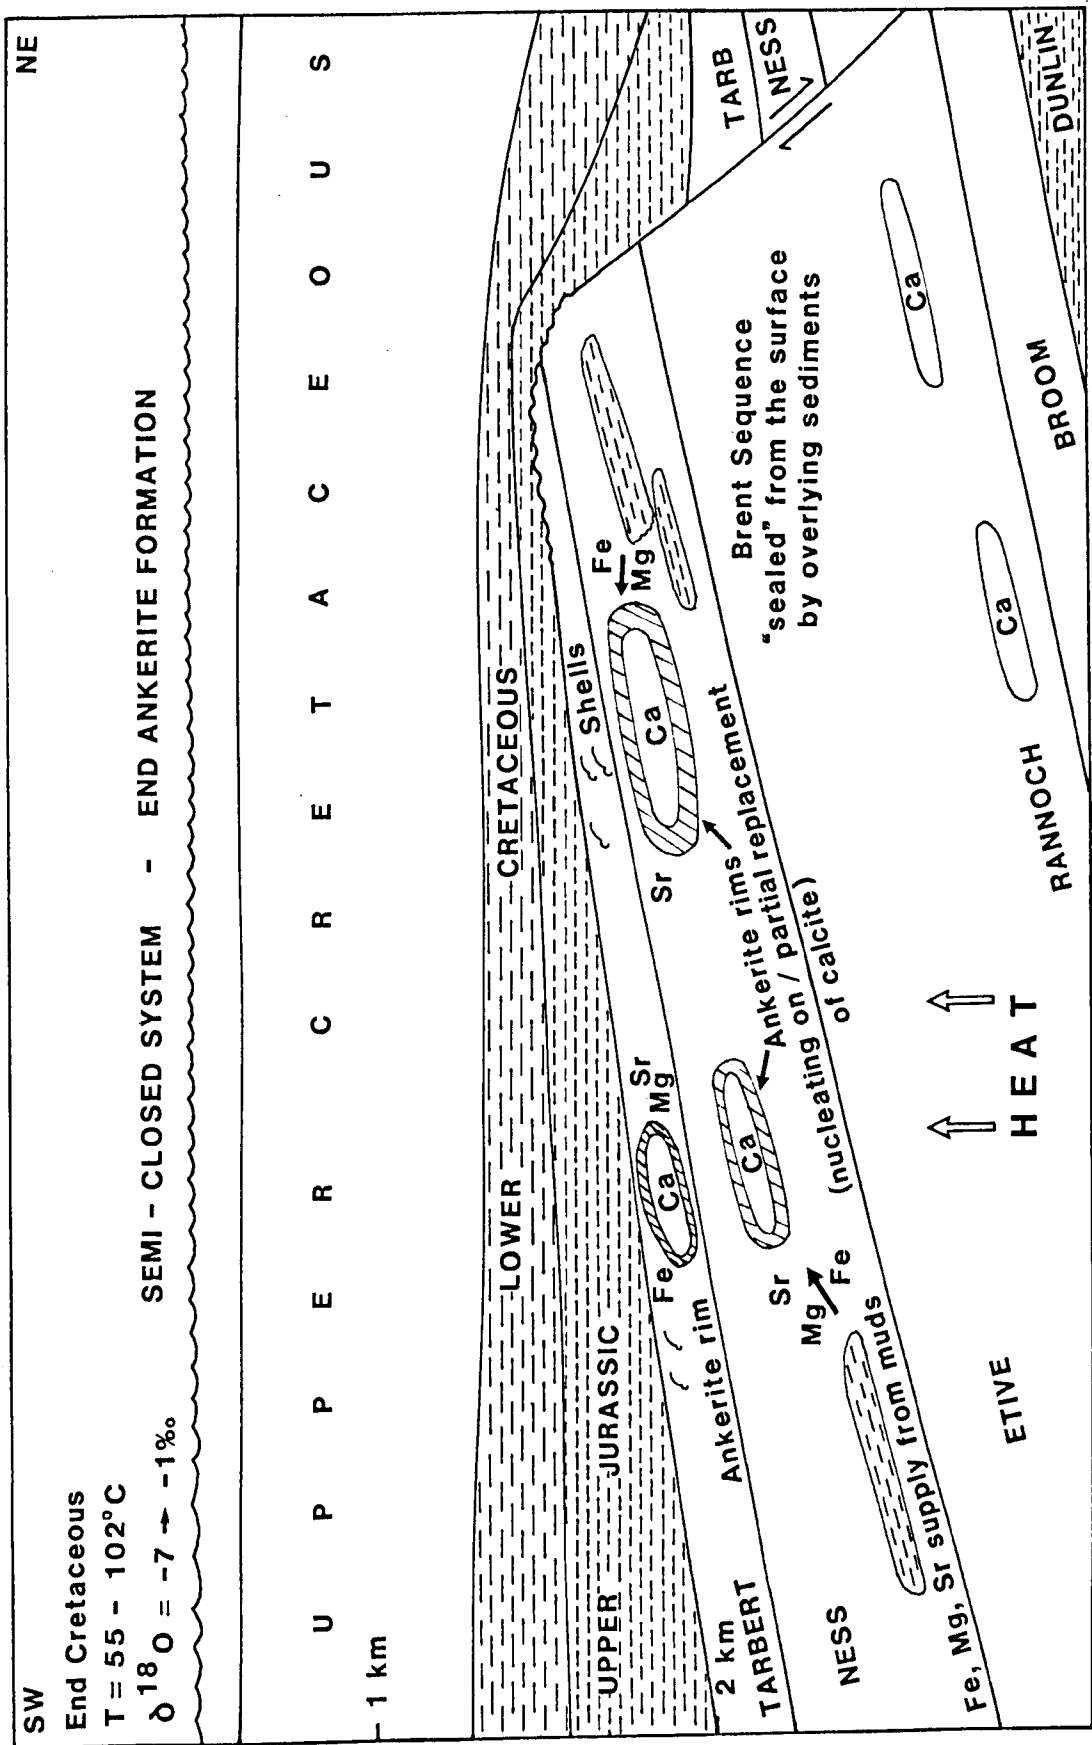 SW
NE
End Cretaceous
T = 55 - 102°C
δ¹⁸O = -7 → -1‰
SEMI - CLOSED SYSTEM - END ANKERITE FORMATION
UPPER CRETACEOUS
1 km
LOWER CRETACEOUS
UPPER JURASSIC
2 km
TARBERT
NESS
Ankerite rim
Fe
Ca
Sr
Mg
Shells
Sr
Ca
Fe
Mg
TARB
NESS
Sr
Mg
Fe
Ca
Ankerite rims
(nucleating on / partial replacement
of calcite)
Fe, Mg, Sr supply from muds
Brent Sequence
"sealed" from the surface
by overlying sediments
ETIVE
HEAT
RANNOCH
Ca
Ca
BROOM
DUNLIN